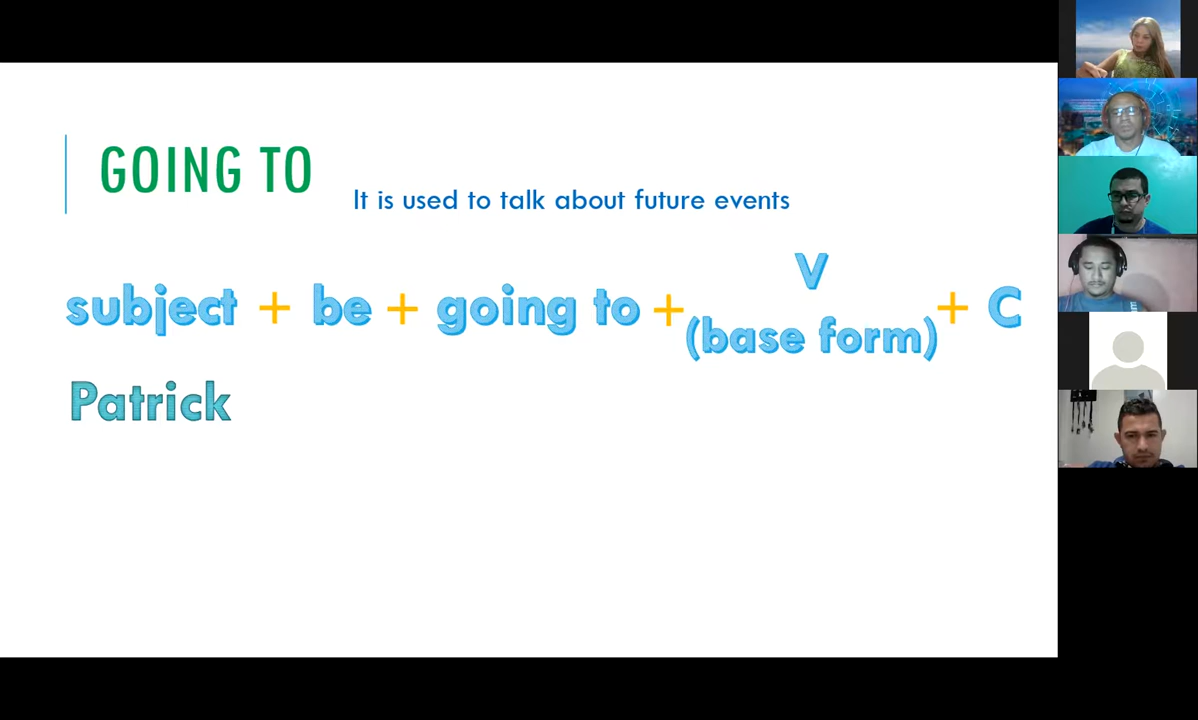 GOING TO
It is used to talk about future events
subject + be + going to + V (base form) + C
Patrick